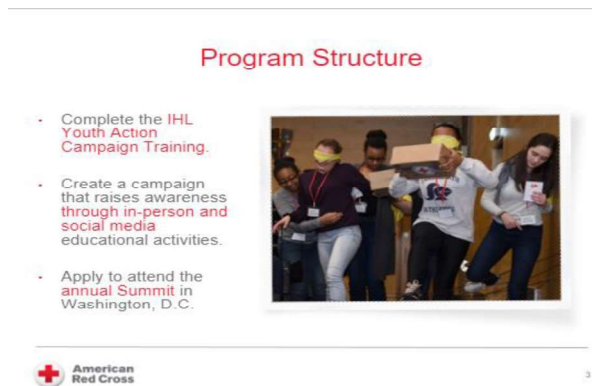 Program Structure
• Complete the IHL
Youth Action
Campaign Training.
• Create a campaign
that raises awareness
through in-person and
social media
educational activities.
• Apply to attend the
annual Summit in
Washington, D.C.
American
Red Cross
3